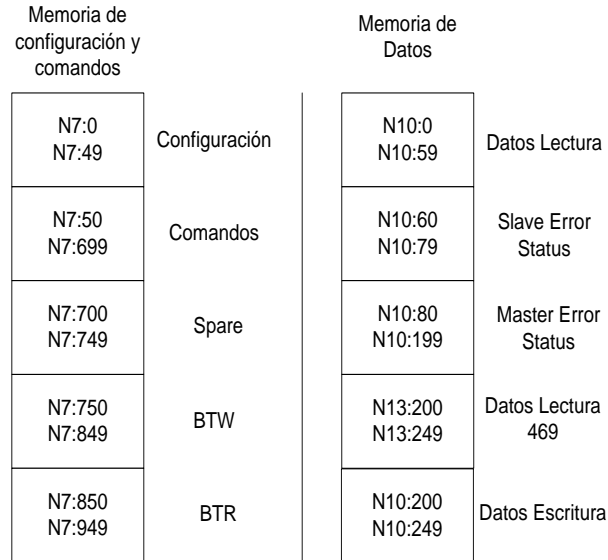 Memoria de
configuración y
comandos
N7:0
N7:49
Configuración
N7:50
N7:699
Comandos
N7:700
N7:749
Spare
N7:750
N7:849
BTW
N7:850
N7:949
BTR
Memoria de
Datos
N10:0
N10:59
Datos Lectura
N10:60
N10:79
Slave Error
Status
N10:80
N10:199
Master Error
Status
N13:200
N13:249
Datos Lectura
469
N10:200
N10:249
Datos Escritura